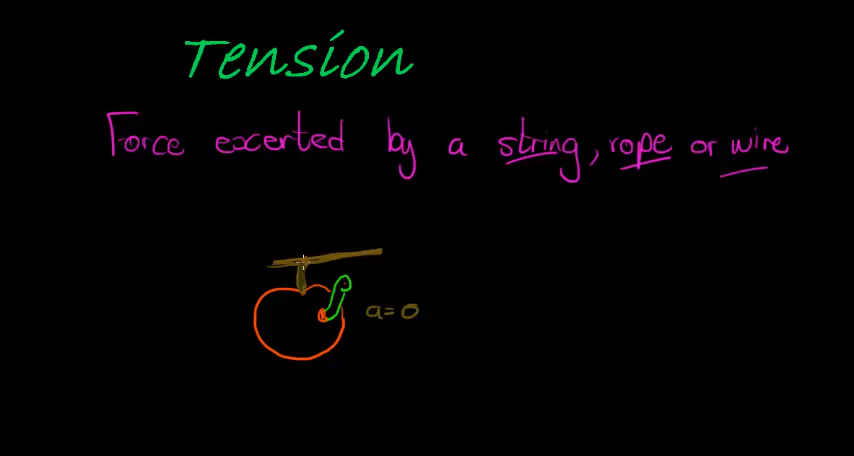 Tension
Force excerted by a string, rope or wire
a=0